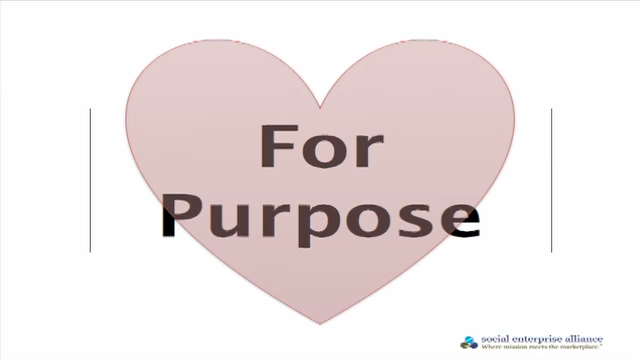 For
Purpose
social enterprise alliance
Where mission meets the marketplace.™